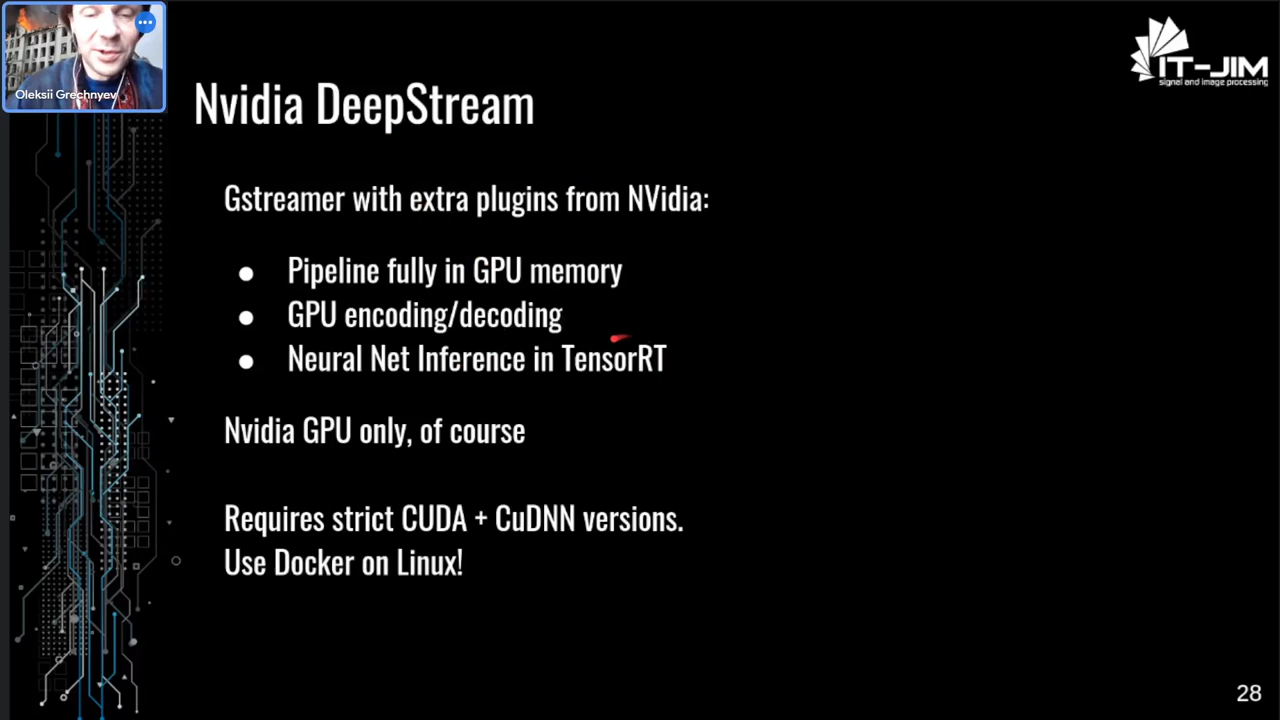 Oleksii Grechnyev
IT-JIM
signal and image processing
Nvidia DeepStream
Gstreamer with extra plugins from NVidia:
● Pipeline fully in GPU memory
● GPU encoding/decoding
● Neural Net Inference in TensorRT
Nvidia GPU only, of course
Requires strict CUDA + CuDNN versions.
Use Docker on Linux!
28